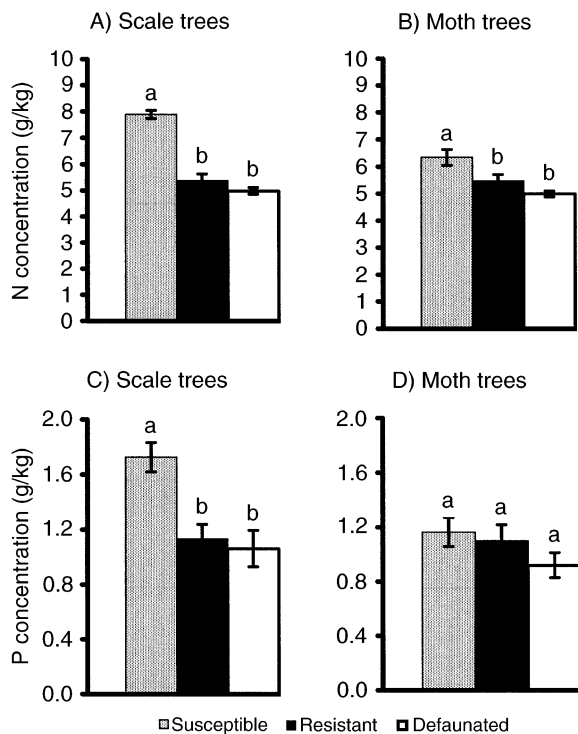 A) Scale trees
B) Moth trees
N concentration (g/kg)
10
9
8
7
6
5
4
3
2
1
0
a
b
b
10
9
8
7
6
5
4
3
2
1
0
a
b
b
C) Scale trees
D) Moth trees
P concentration (g/kg)
2.0
1.6
1.2
0.8
0.4
0.0
a
b
b
2.0
1.6
1.2
0.8
0.4
0.0
a
a
a
Susceptible Resistant Defaunated